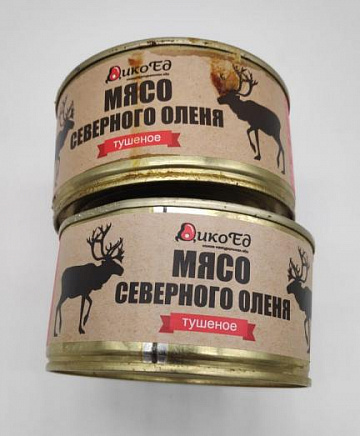 ДикоЕд
МЯСО
СЕВЕРНОГО ОЛЕНЯ
тушеное
ДикоЕд
МЯСО
СЕВЕРНОГО ОЛЕНЯ
тушеное